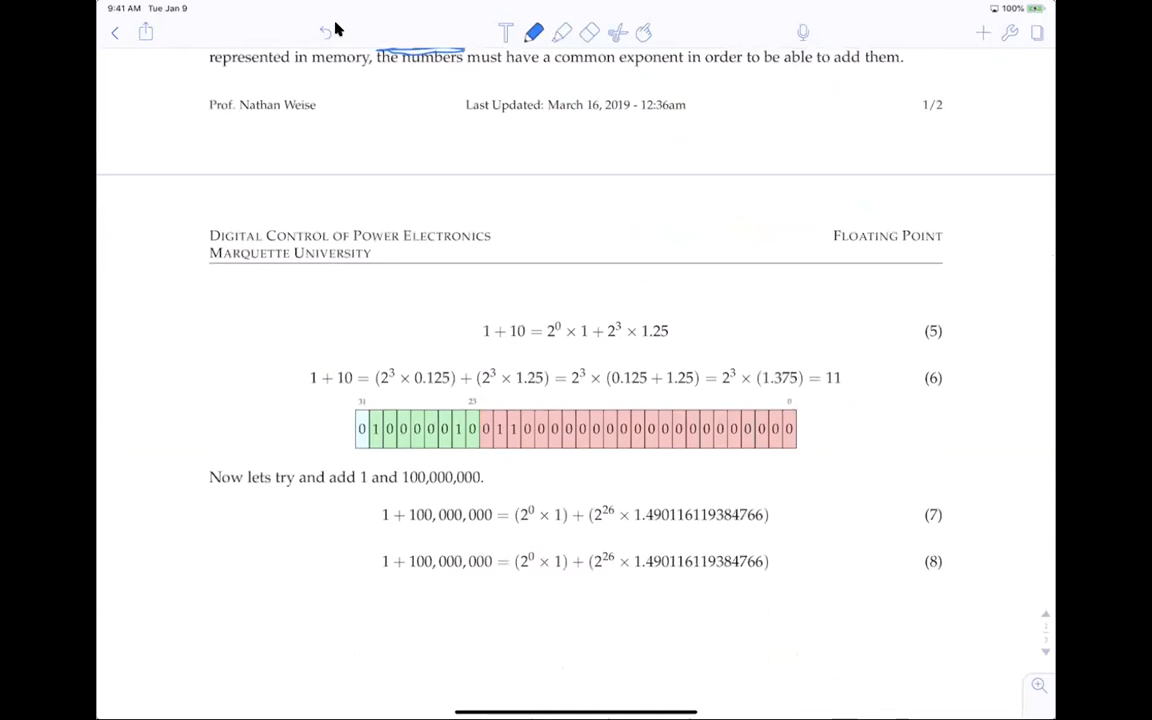 9:41 AM Tue Jan 9
100%
represented in memory, the numbers must have a common exponent in order to be able to add them.
Prof. Nathan Weise Last Updated: March 16, 2019 - 12:36am 1/2
DIGITAL CONTROL OF POWER ELECTRONICS FLOATING POINT
MARQUETTE UNIVERSITY
1 + 10 = 2⁰ × 1 + 2³ × 1.25 (5)
1 + 10 = (2³ × 0.125) + (2³ × 1.25) = 2³ × (0.125 + 1.25) = 2³ × (1.375) = 11 (6)
31 23 0
0 1 0 0 0 0 0 1 0 0 1 1 0 0 0 0 0 0 0 0 0 0 0 0 0 0 0 0 0 0 0 0
Now lets try and add 1 and 100,000,000.
1 + 100,000,000 = (2⁰ × 1) + (2²⁶ × 1.490116119384766) (7)
1 + 100,000,000 = (2⁰ × 1) + (2²⁶ × 1.490116119384766) (8)